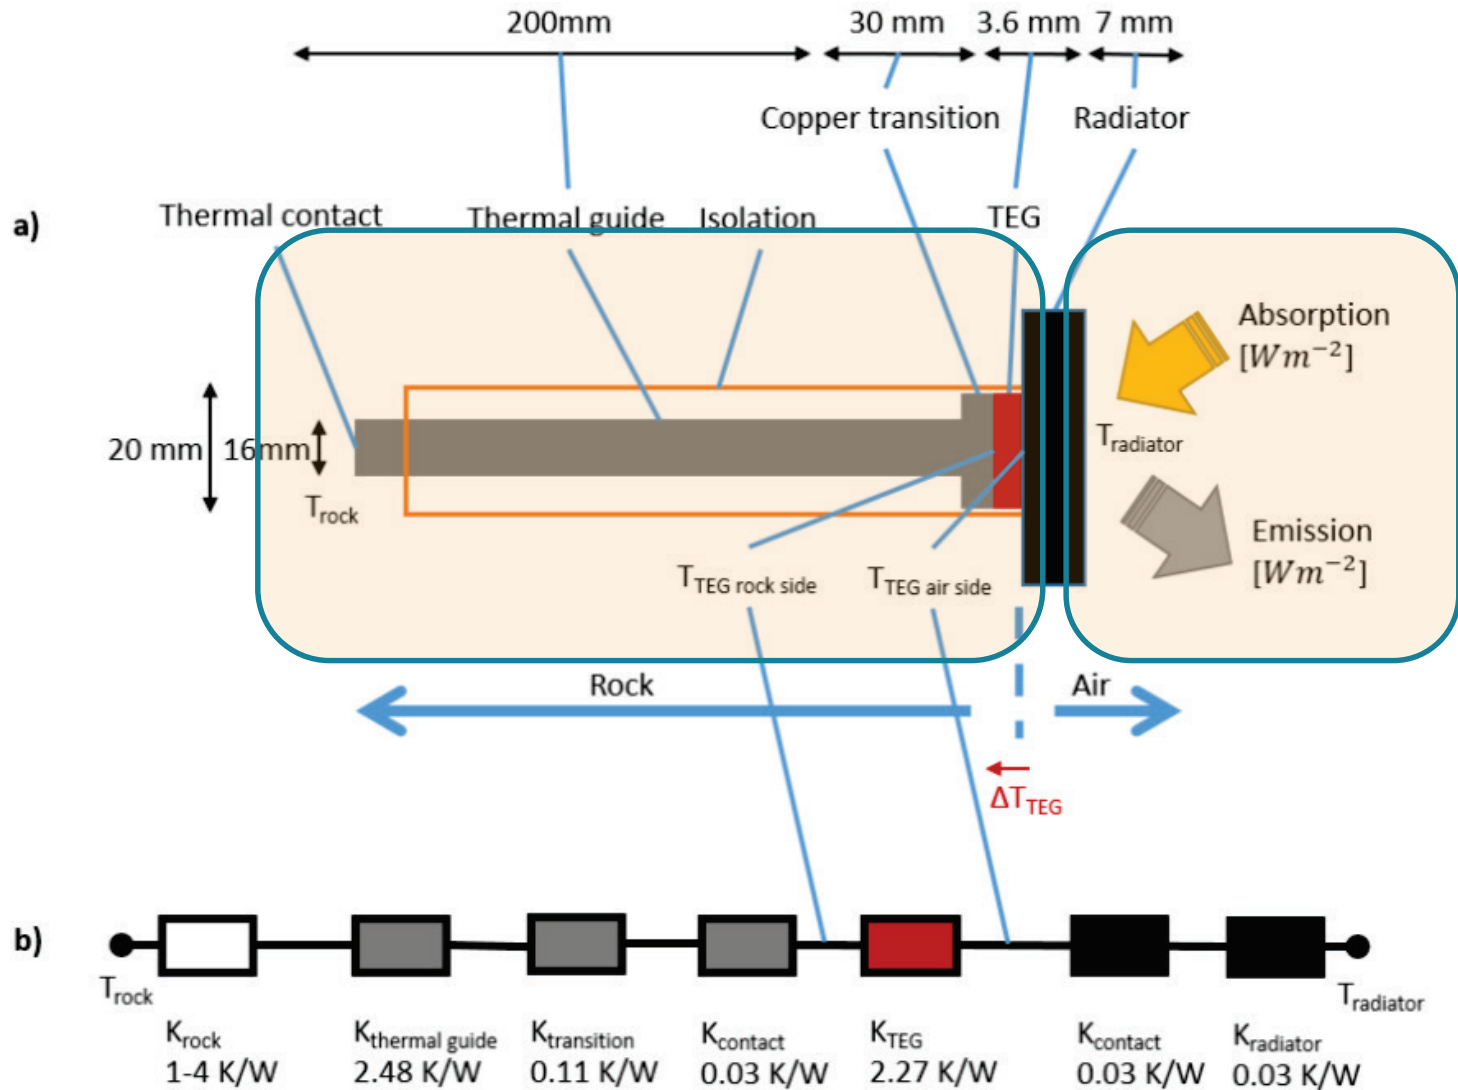 200mm
30 mm
3.6 mm
7 mm
Copper transition
Radiator
a)
Thermal contact
Thermal guide
Isolation
TEG
Absorption
[Wm⁻²]
20 mm
16mm
T_radiator
T_rock
Emission
[Wm⁻²]
T_TEG rock side
T_TEG air side
Rock
Air
ΔT_TEG
b)
T_rock
T_radiator
K_rock
1-4 K/W
K_thermal guide
2.48 K/W
K_transition
0.11 K/W
K_contact
0.03 K/W
K_TEG
2.27 K/W
K_contact
0.03 K/W
K_radiator
0.03 K/W